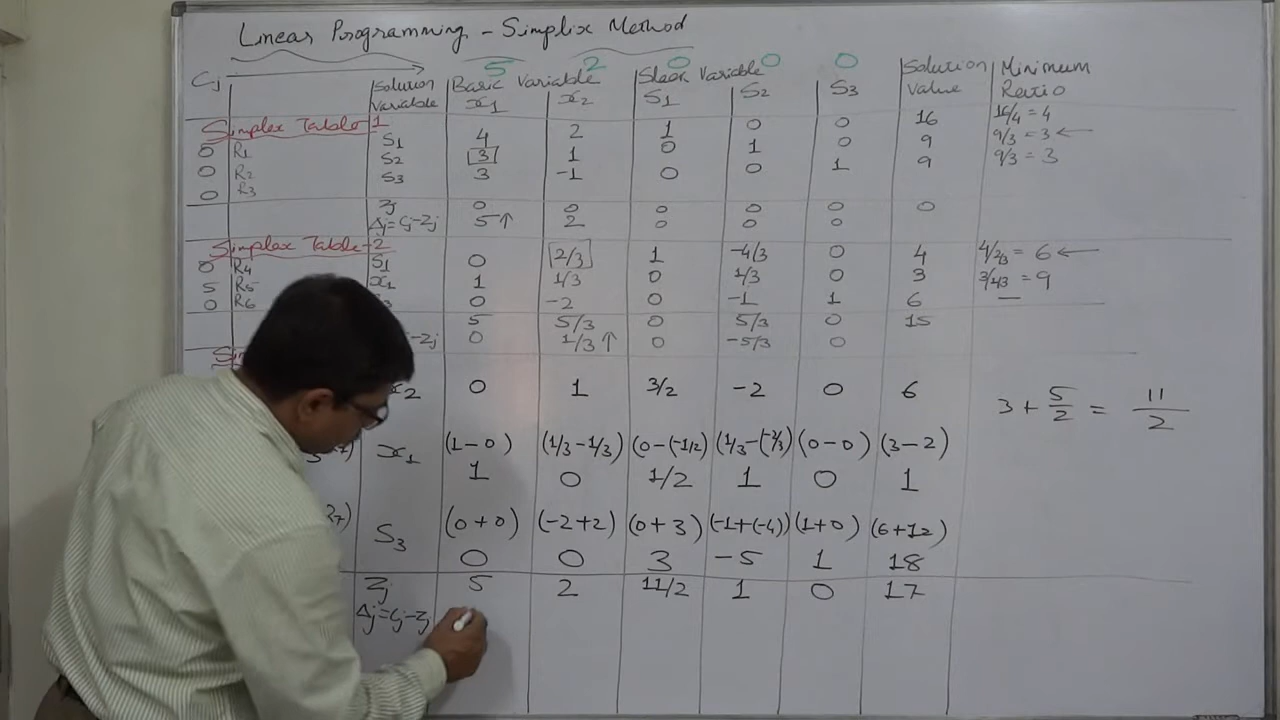 Linear Programming - Simplix Method
5 2 0 0 0
Cj Solution Variable Basic Variable Slack Variable Solution Value Minimum Ratio
x1 x2 S1 S2 S3
Simplex Table 1
0 R1 S1 4 2 1 0 0 16 16/4 = 4
0 R2 S2 3 1 0 1 0 9 9/3 = 3 ←
0 R3 S3 3 -1 0 0 1 9 9/3 = 3
Zj 0 0 0 0 0 0
Δj = Cj - Zj 5↑ 2 0 0 0
Simplex Table-2
0 R4 S1 0 2/3 1 -4/3 0 4 4/2/3 = 6 ←
5 R5 x1 1 1/3 0 1/3 0 3 3/1/3 = 9
0 R6 0 -2 0 -1 1 6 —
5 5/3 0 5/3 0 15
-Zj 0 1/3↑ 0 -5/3 0
x2 0 1 3/2 -2 0 6
3 + 5/2 = 11/2
x1 (1-0) (1/3-1/3) (0-(-1/2) (1/3-(-2/3) (0-0) (3-2)
1 0 1/2 1 0 1
R7) S3 (0+0) (-2+2) (0+3) (-1+(-4)) (1+0) (6+12)
0 0 3 -5 1 18
Zj 5 2 11/2 1 0 17
Δj = Cj - Zj